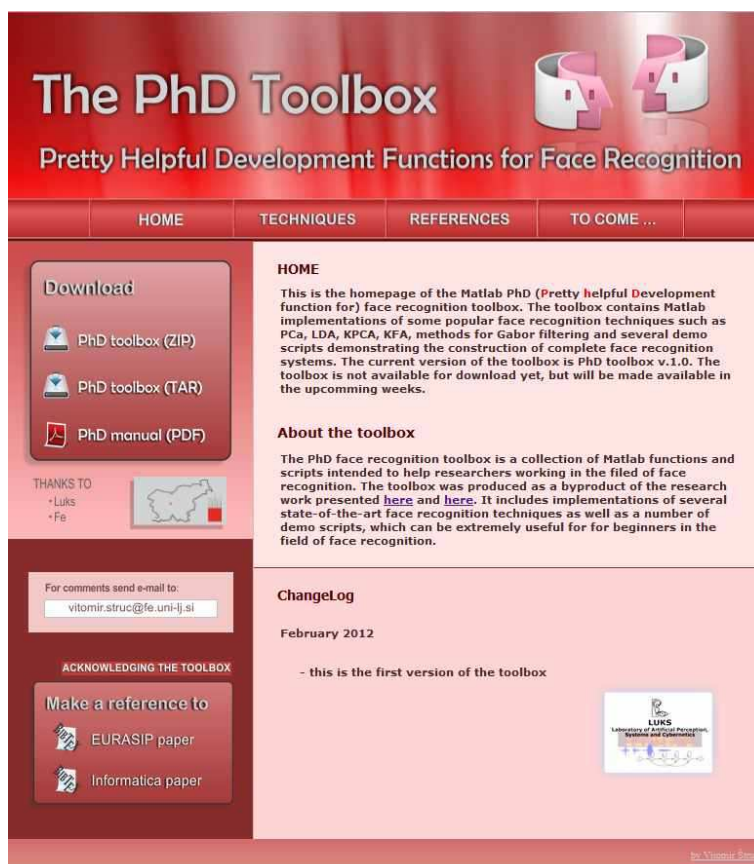 The PhD Toolbox
Pretty Helpful Development Functions for Face Recognition
HOME
TECHNIQUES
REFERENCES
TO COME ...
Download
PhD toolbox (ZIP)
PhD toolbox (TAR)
PhD manual (PDF)
THANKS TO
• Luks
• Fe
For comments send e-mail to:
vitomir.struc@fe.uni-lj.si
ACKNOWLEDGING THE TOOLBOX
Make a reference to
EURASIP paper
Informatica paper
HOME
This is the homepage of the Matlab PhD (Pretty helpful Development
function for) face recognition toolbox. The toolbox contains Matlab
implementations of some popular face recognition techniques such as
PCa, LDA, KPCA, KFA, methods for Gabor filtering and several demo
scripts demonstrating the construction of complete face recognition
systems. The current version of the toolbox is PhD toolbox v.1.0. The
toolbox is not available for download yet, but will be made available in
the upcomming weeks.
About the toolbox
The PhD face recognition toolbox is a collection of Matlab functions and
scripts intended to help researchers working in the filed of face
recognition. The toolbox was produced as a byproduct of the research
work presented here and here. It includes implementations of several
state-of-the-art face recognition techniques as well as a number of
demo scripts, which can be extremely useful for for beginners in the
field of face recognition.
ChangeLog
February 2012
- this is the first version of the toolbox
LUKS
Laboratory of Artificial Perception,
Systems and Cybernetics
by Vitomir